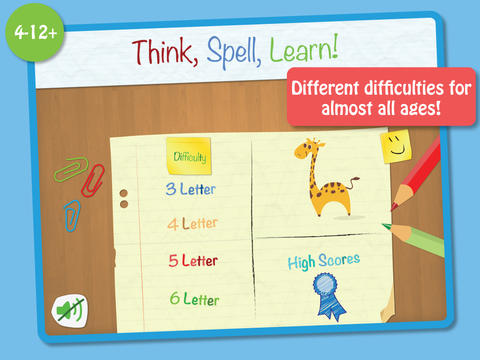 4-12+
Think, Spell, Learn!
Different difficulties for
almost all ages!
Difficulty
3 Letter
4 Letter
5 Letter
6 Letter
High Scores